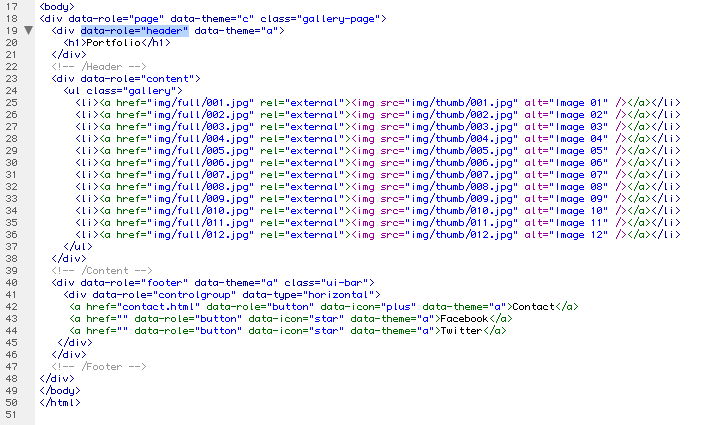 17 <body>
18 <div data-role="page" data-theme="c" class="gallery-page">
19 <div data-role="header" data-theme="a">
20 <h1>Portfolio</h1>
21 </div>
22 <!-- /Header -->
23 <div data-role="content">
24 <ul class="gallery">
25 <li><a href="img/full/001.jpg" rel="external"><img src="img/thumb/001.jpg" alt="Image 01" /></a></li>
26 <li><a href="img/full/002.jpg" rel="external"><img src="img/thumb/002.jpg" alt="Image 02" /></a></li>
27 <li><a href="img/full/003.jpg" rel="external"><img src="img/thumb/003.jpg" alt="Image 03" /></a></li>
28 <li><a href="img/full/004.jpg" rel="external"><img src="img/thumb/004.jpg" alt="Image 04" /></a></li>
29 <li><a href="img/full/005.jpg" rel="external"><img src="img/thumb/005.jpg" alt="Image 05" /></a></li>
30 <li><a href="img/full/006.jpg" rel="external"><img src="img/thumb/006.jpg" alt="Image 06" /></a></li>
31 <li><a href="img/full/007.jpg" rel="external"><img src="img/thumb/007.jpg" alt="Image 07" /></a></li>
32 <li><a href="img/full/008.jpg" rel="external"><img src="img/thumb/008.jpg" alt="Image 08" /></a></li>
33 <li><a href="img/full/009.jpg" rel="external"><img src="img/thumb/009.jpg" alt="Image 09" /></a></li>
34 <li><a href="img/full/010.jpg" rel="external"><img src="img/thumb/010.jpg" alt="Image 10" /></a></li>
35 <li><a href="img/full/011.jpg" rel="external"><img src="img/thumb/011.jpg" alt="Image 11" /></a></li>
36 <li><a href="img/full/012.jpg" rel="external"><img src="img/thumb/012.jpg" alt="Image 12" /></a></li>
37 </ul>
38 </div>
39 <!-- /Content -->
40 <div data-role="footer" data-theme="a" class="ui-bar">
41 <div data-role="controlgroup" data-type="horizontal">
42 <a href="contact.html" data-role="button" data-icon="plus" data-theme="a">Contact</a>
43 <a href="" data-role="button" data-icon="star" data-theme="a">Facebook</a>
44 <a href="" data-role="button" data-icon="star" data-theme="a">Twitter</a>
45 </div>
46 </div>
47 <!-- /Footer -->
48 </div>
49 </body>
50 </html>
51